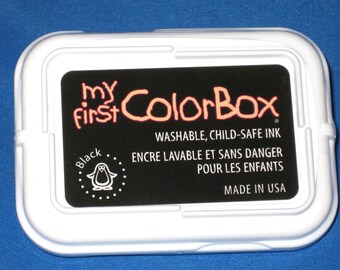 my
first ColorBox®
WASHABLE, CHILD-SAFE INK
ENCRE LAVABLE ET SANS DANGER
POUR LES ENFANTS
Black
MADE IN USA